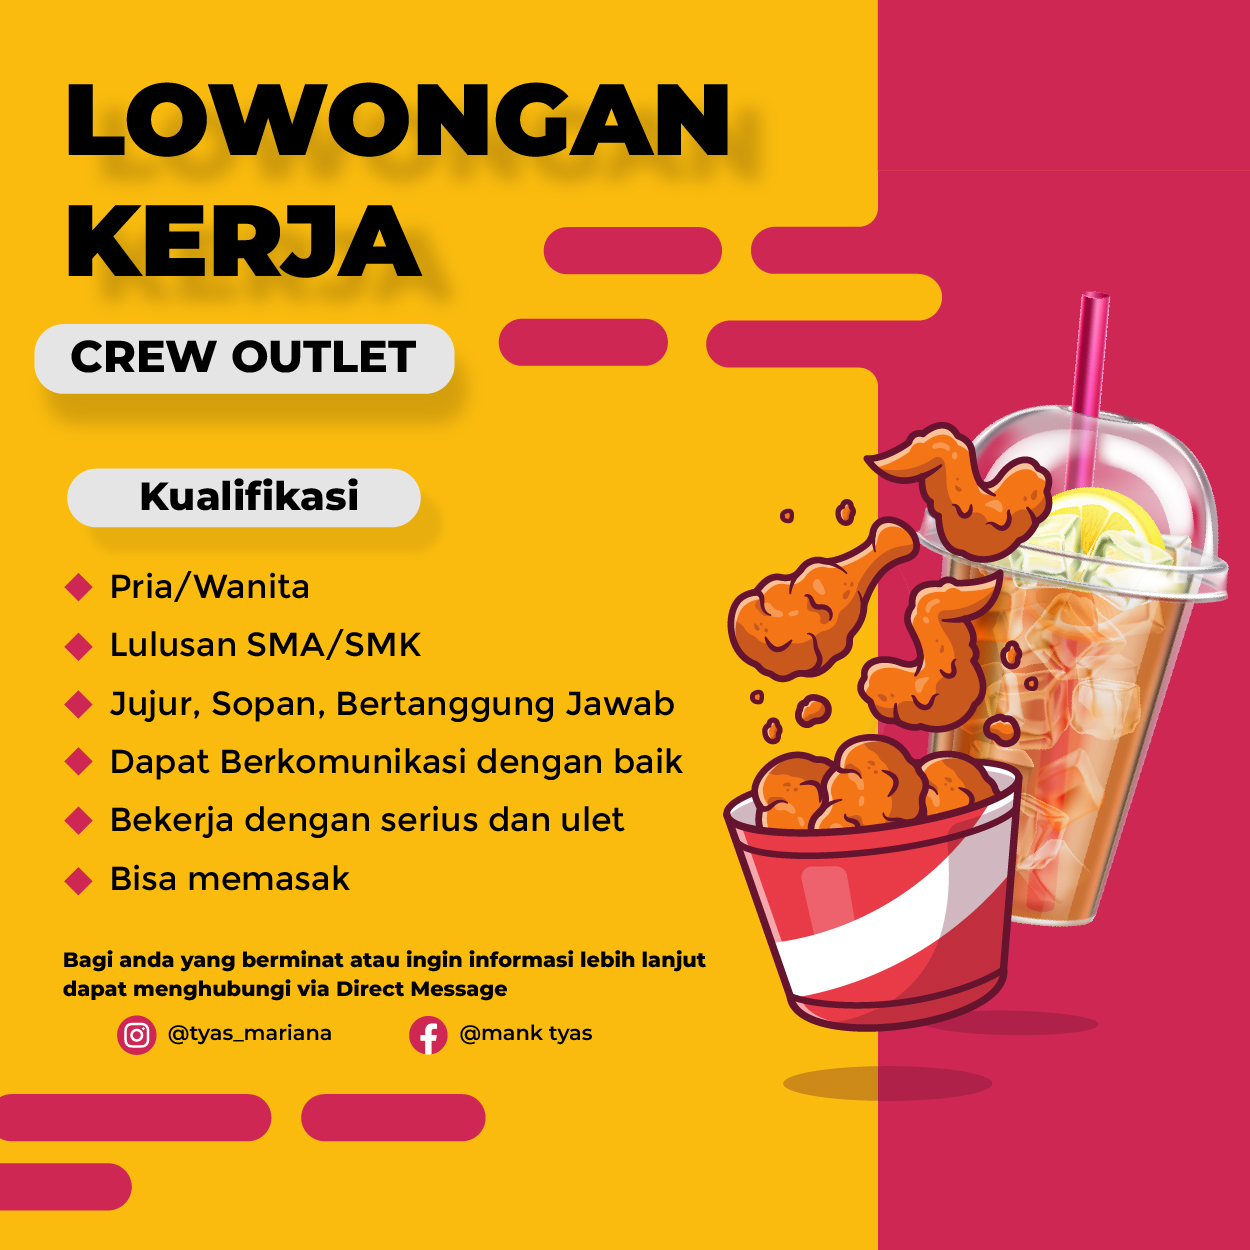 LOWONGAN
KERJA
CREW OUTLET
Kualifikasi
Pria/Wanita
Lulusan SMA/SMK
Jujur, Sopan, Bertanggung Jawab
Dapat Berkomunikasi dengan baik
Bekerja dengan serius dan ulet
Bisa memasak
Bagi anda yang berminat atau ingin informasi lebih lanjut
dapat menghubungi via Direct Message
@tyas_mariana @mank tyas